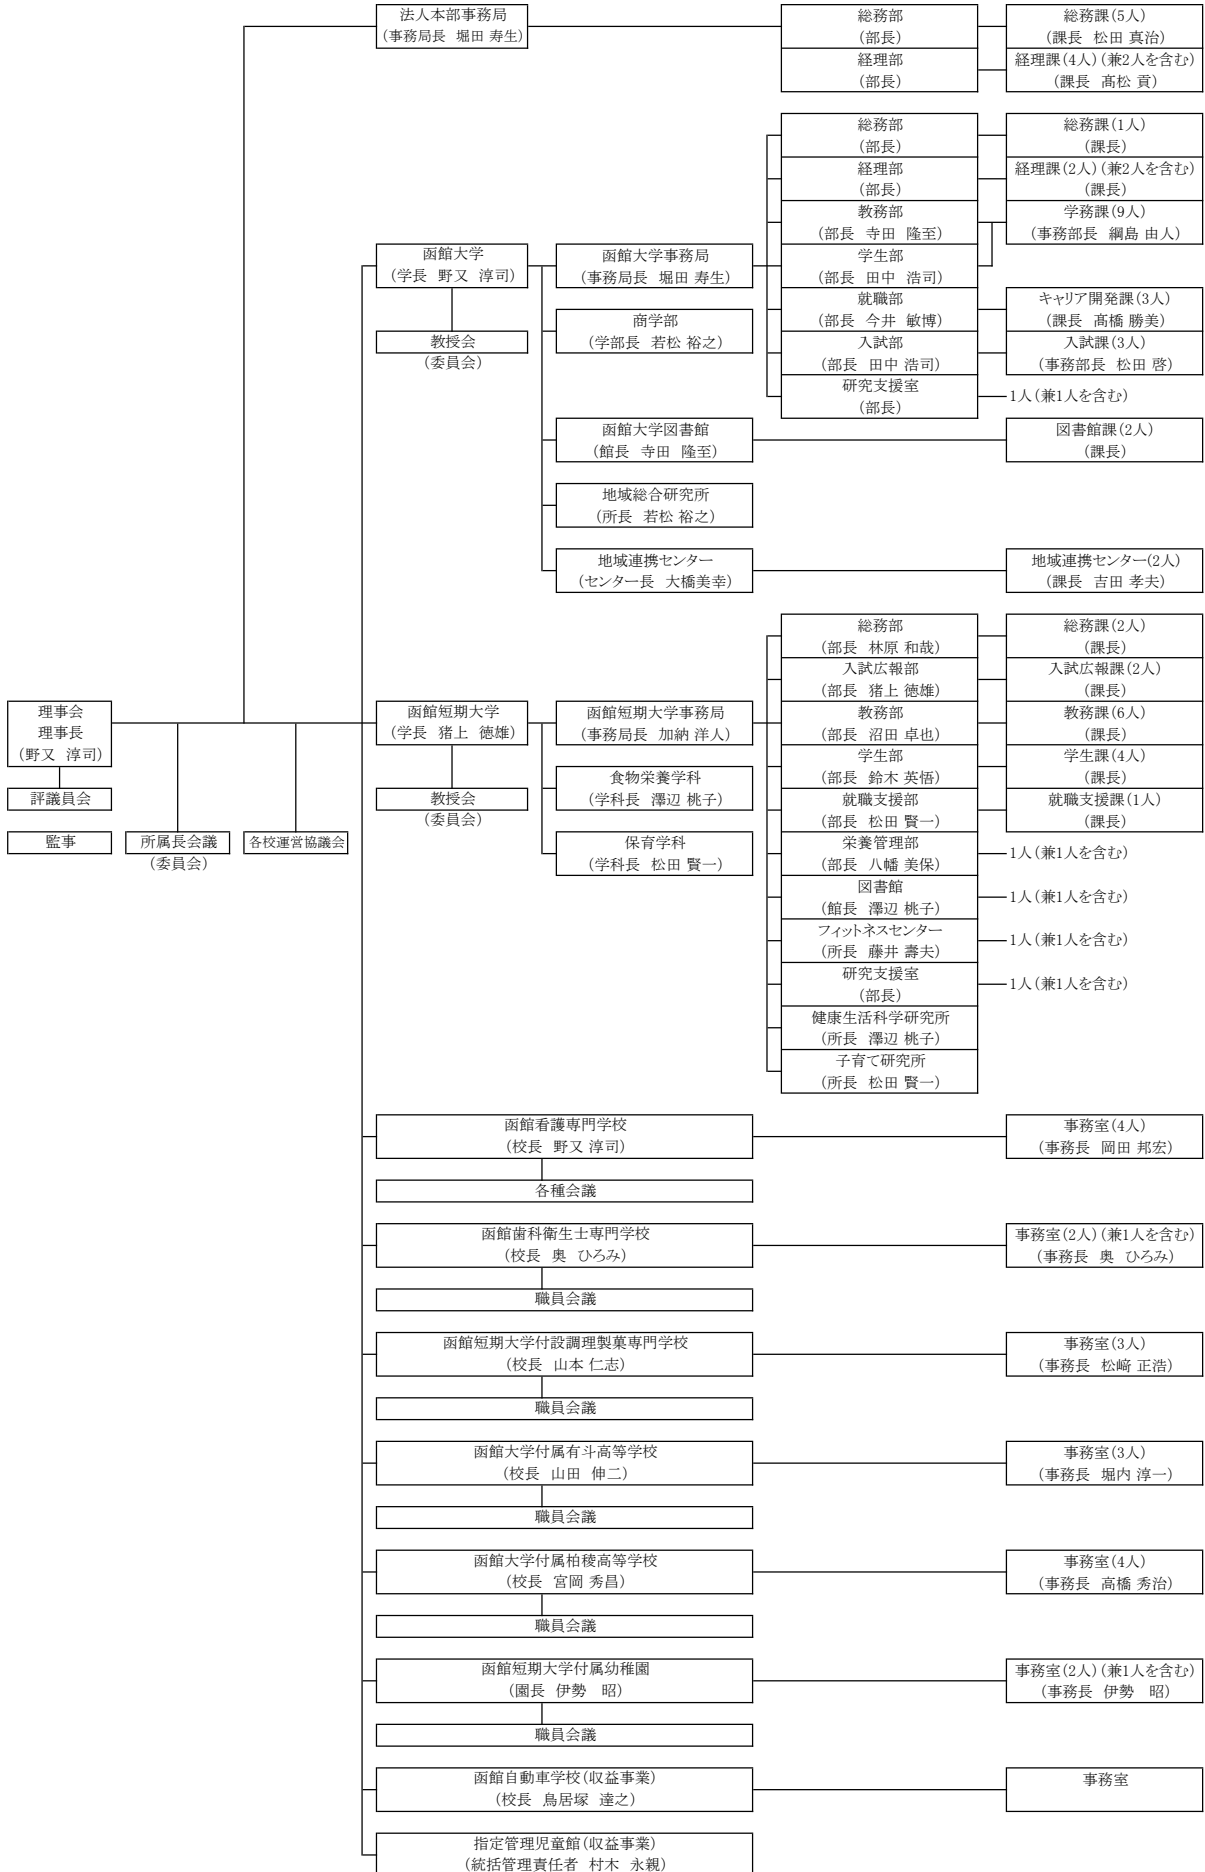 法人本部事務局
(事務局長 堀田 寿生)
総務部
(部長)
総務課(5人)
(課長 松田 真治)
経理部
(部長)
経理課(4人)(兼2人を含む)
(課長 髙松 貢)
総務部
(部長)
総務課(1人)
(課長)
経理部
(部長)
経理課(2人)(兼2人を含む)
(課長)
教務部
(部長 寺田 隆至)
学務課(9人)
(事務部長 綱島 由人)
函館大学
(学長 野又 淳司)
教授会
(委員会)
函館大学事務局
(事務局長 堀田 寿生)
学生部
(部長 田中 浩司)
商学部
(学部長 若松 裕之)
就職部
(部長 今井 敏博)
キャリア開発課(3人)
(課長 髙橋 勝美)
入試部
(部長 田中 浩司)
入試課(3人)
(事務部長 松田 啓)
研究支援室
(部長)
1人(兼1人を含む)
函館大学図書館
(館長 寺田 隆至)
図書館課(2人)
(課長)
地域総合研究所
(所長 若松 裕之)
地域連携センター
(センター長 大橋美幸)
地域連携センター(2人)
(課長 吉田 孝夫)
総務部
(部長 林原 和哉)
総務課(2人)
(課長)
入試広報部
(部長 猪上 徳雄)
入試広報課(2人)
(課長)
理事会
理事長
(野又 淳司)
評議員会
監事
所属長会議
(委員会)
各校運営協議会
函館短期大学
(学長 猪上 徳雄)
教授会
(委員会)
函館短期大学事務局
(事務局長 加納 洋人)
教務部
(部長 沼田 卓也)
教務課(6人)
(課長)
食物栄養学科
(学科長 澤辺 桃子)
学生部
(部長 鈴木 英悟)
学生課(4人)
(課長)
就職支援部
(部長 松田 賢一)
就職支援課(1人)
(課長)
保育学科
(学科長 松田 賢一)
栄養管理部
(部長 八幡 美保)
1人(兼1人を含む)
図書館
(館長 澤辺 桃子)
1人(兼1人を含む)
フィットネスセンター
(所長 藤井 壽夫)
1人(兼1人を含む)
研究支援室
(部長)
1人(兼1人を含む)
健康生活科学研究所
(所長 澤辺 桃子)
子育て研究所
(所長 松田 賢一)
函館看護専門学校
(校長 野又 淳司)
事務室(4人)
(事務長 岡田 邦宏)
各種会議
函館歯科衛生士専門学校
(校長 奥 ひろみ)
事務室(2人)(兼1人を含む)
(事務長 奥 ひろみ)
職員会議
函館短期大学付設調理製菓専門学校
(校長 山本 仁志)
事務室(3人)
(事務長 松﨑 正浩)
職員会議
函館大学付属有斗高等学校
(校長 山田 伸二)
事務室(3人)
(事務長 堀内 淳一)
職員会議
函館大学付属柏稜高等学校
(校長 宮岡 秀昌)
事務室(4人)
(事務長 高橋 秀治)
職員会議
函館短期大学付属幼稚園
(園長 伊勢 昭)
事務室(2人)(兼1人を含む)
(事務長 伊勢 昭)
職員会議
函館自動車学校(収益事業)
(校長 鳥居塚 達之)
事務室
指定管理児童館(収益事業)
(統括管理責任者 村木 永親)